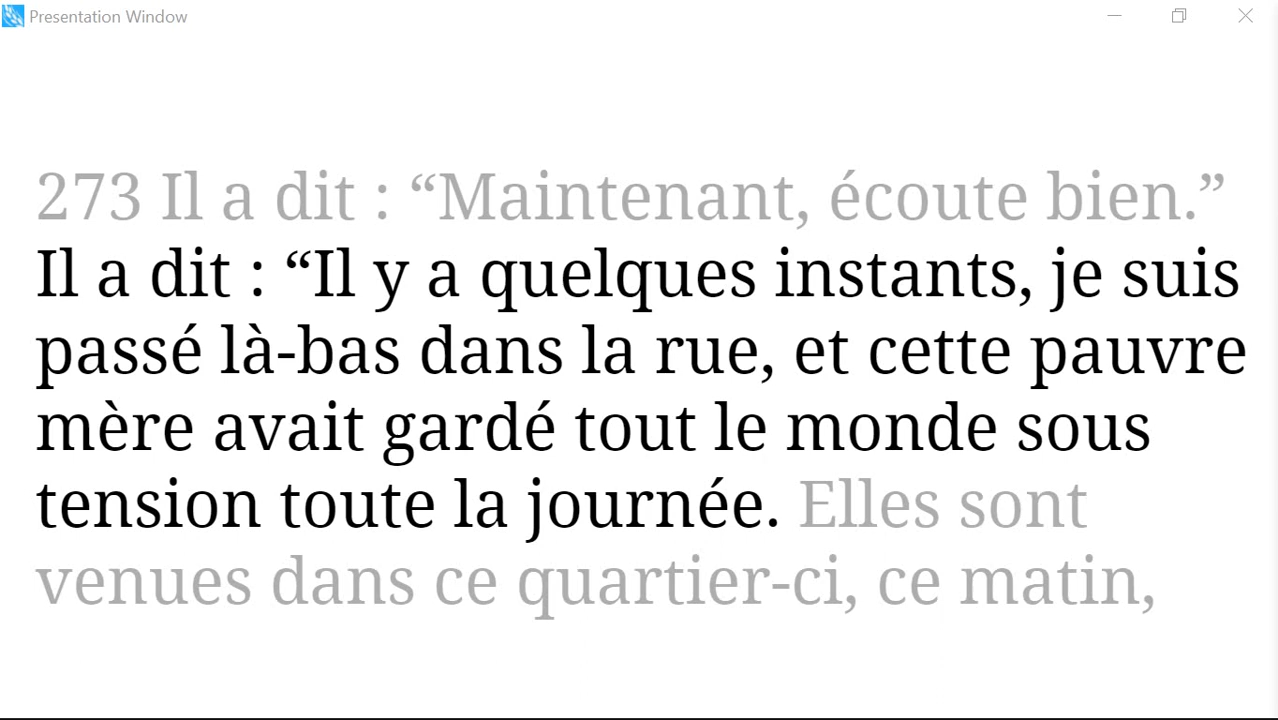 Presentation Window
273 Il a dit : “Maintenant, écoute bien.”
Il a dit : “Il y a quelques instants, je suis
passé là-bas dans la rue, et cette pauvre
mère avait gardé tout le monde sous
tension toute la journée. Elles sont
venues dans ce quartier-ci, ce matin,